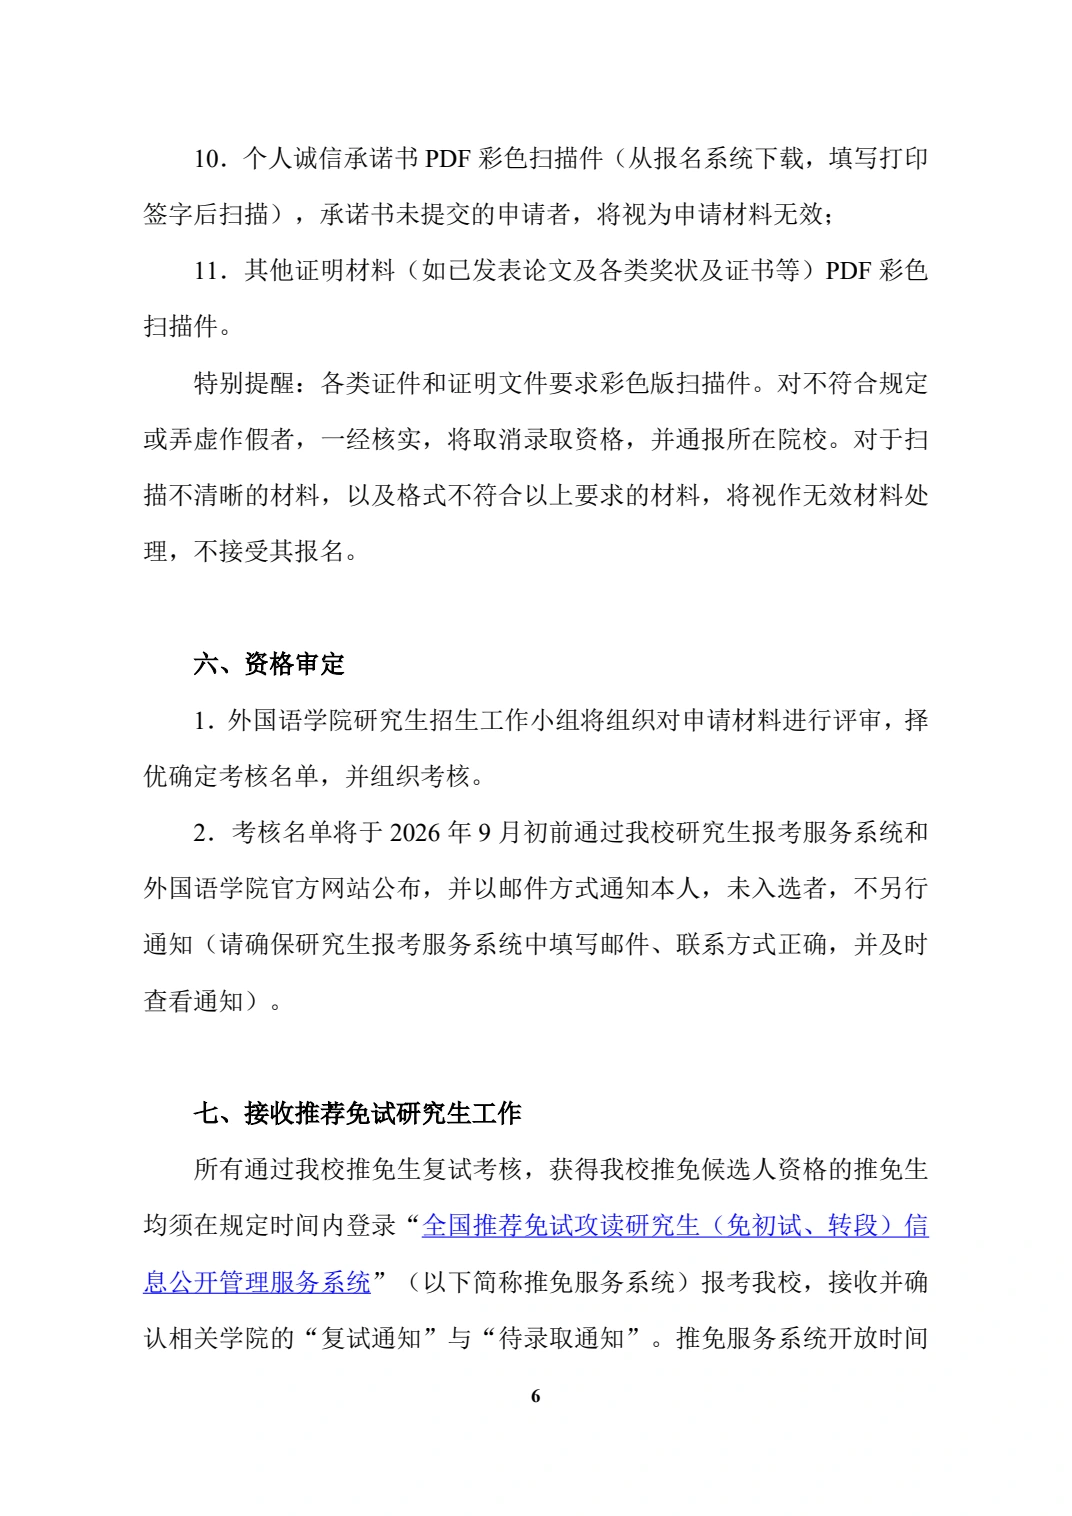 10．个人诚信承诺书 PDF 彩色扫描件（从报名系统下载，填写打印
签字后扫描），承诺书未提交的申请者，将视为申请材料无效；
11．其他证明材料（如已发表论文及各类奖状及证书等）PDF 彩色
扫描件。
特别提醒：各类证件和证明文件要求彩色版扫描件。对不符合规定
或弄虚作假者，一经核实，将取消录取资格，并通报所在院校。对于扫
描不清晰的材料，以及格式不符合以上要求的材料，将视作无效材料处
理，不接受其报名。
六、资格审定
1．外国语学院研究生招生工作小组将组织对申请材料进行评审，择
优确定考核名单，并组织考核。
2．考核名单将于 2026 年 9 月初前通过我校研究生报考服务系统和
外国语学院官方网站公布，并以邮件方式通知本人，未入选者，不另行
通知（请确保研究生报考服务系统中填写邮件、联系方式正确，并及时
查看通知）。
七、接收推荐免试研究生工作
所有通过我校推免生复试考核，获得我校推免候选人资格的推免生
均须在规定时间内登录“全国推荐免试攻读研究生（免初试、转段）信
息公开管理服务系统”（以下简称推免服务系统）报考我校，接收并确
认相关学院的“复试通知”与“待录取通知”。推免服务系统开放时间
6